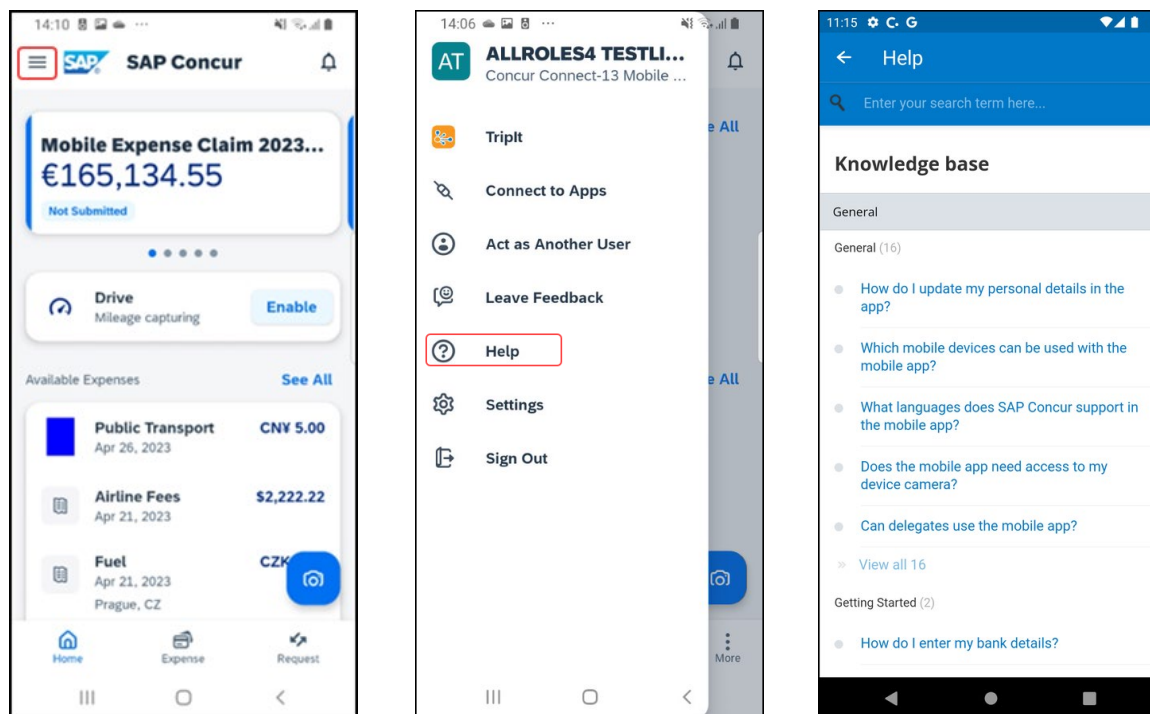 14:10
SAP
SAP Concur
Mobile Expense Claim 2023...
€165,134.55
Not Submitted
Drive
Mileage capturing
Enable
Available Expenses
See All
Public Transport
CN¥ 5.00
Apr 26, 2023
Airline Fees
$2,222.22
Apr 21, 2023
Fuel
CZK
Apr 21, 2023
Prague, CZ
Home
Expense
Request
14:06
AT
ALLROLES4 TESTLI...
Concur Connect-13 Mobile ...
e All
TripIt
Connect to Apps
Act as Another User
Leave Feedback
Help
e All
Settings
Sign Out
More
11:15
C.
G
Help
Enter your search term here...
Knowledge base
General
General (16)
How do I update my personal details in the
app?
Which mobile devices can be used with the
mobile app?
What languages does SAP Concur support in
the mobile app?
Does the mobile app need access to my
device camera?
Can delegates use the mobile app?
» View all 16
Getting Started (2)
How do I enter my bank details?